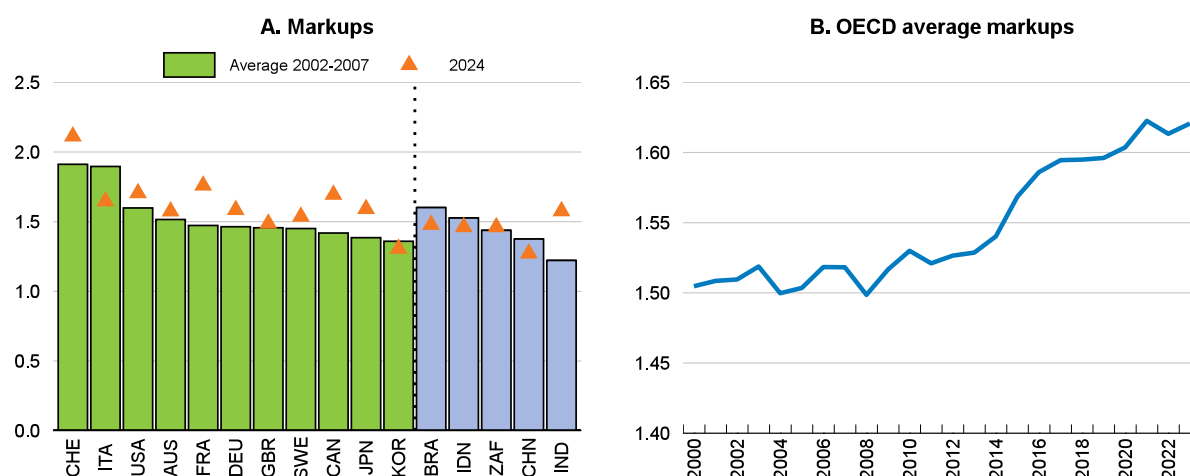 A. Markups
Average 2002-2007
2024
2.5
2.0
1.5
1.0
0.5
0.0
CHE
ITA
USA
AUS
FRA
DEU
GBR
SWE
CAN
JPN
KOR
BRA
IDN
ZAF
CHN
IND
B. OECD average markups
1.65
1.60
1.55
1.50
1.45
1.40
2000
2002
2004
2006
2008
2010
2012
2014
2016
2018
2020
2022